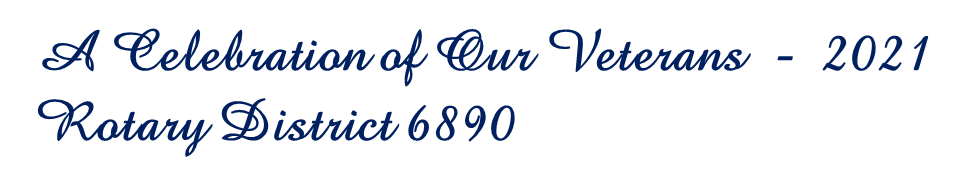 A Celebration of Our Veterans - 2021
Rotary District 6890